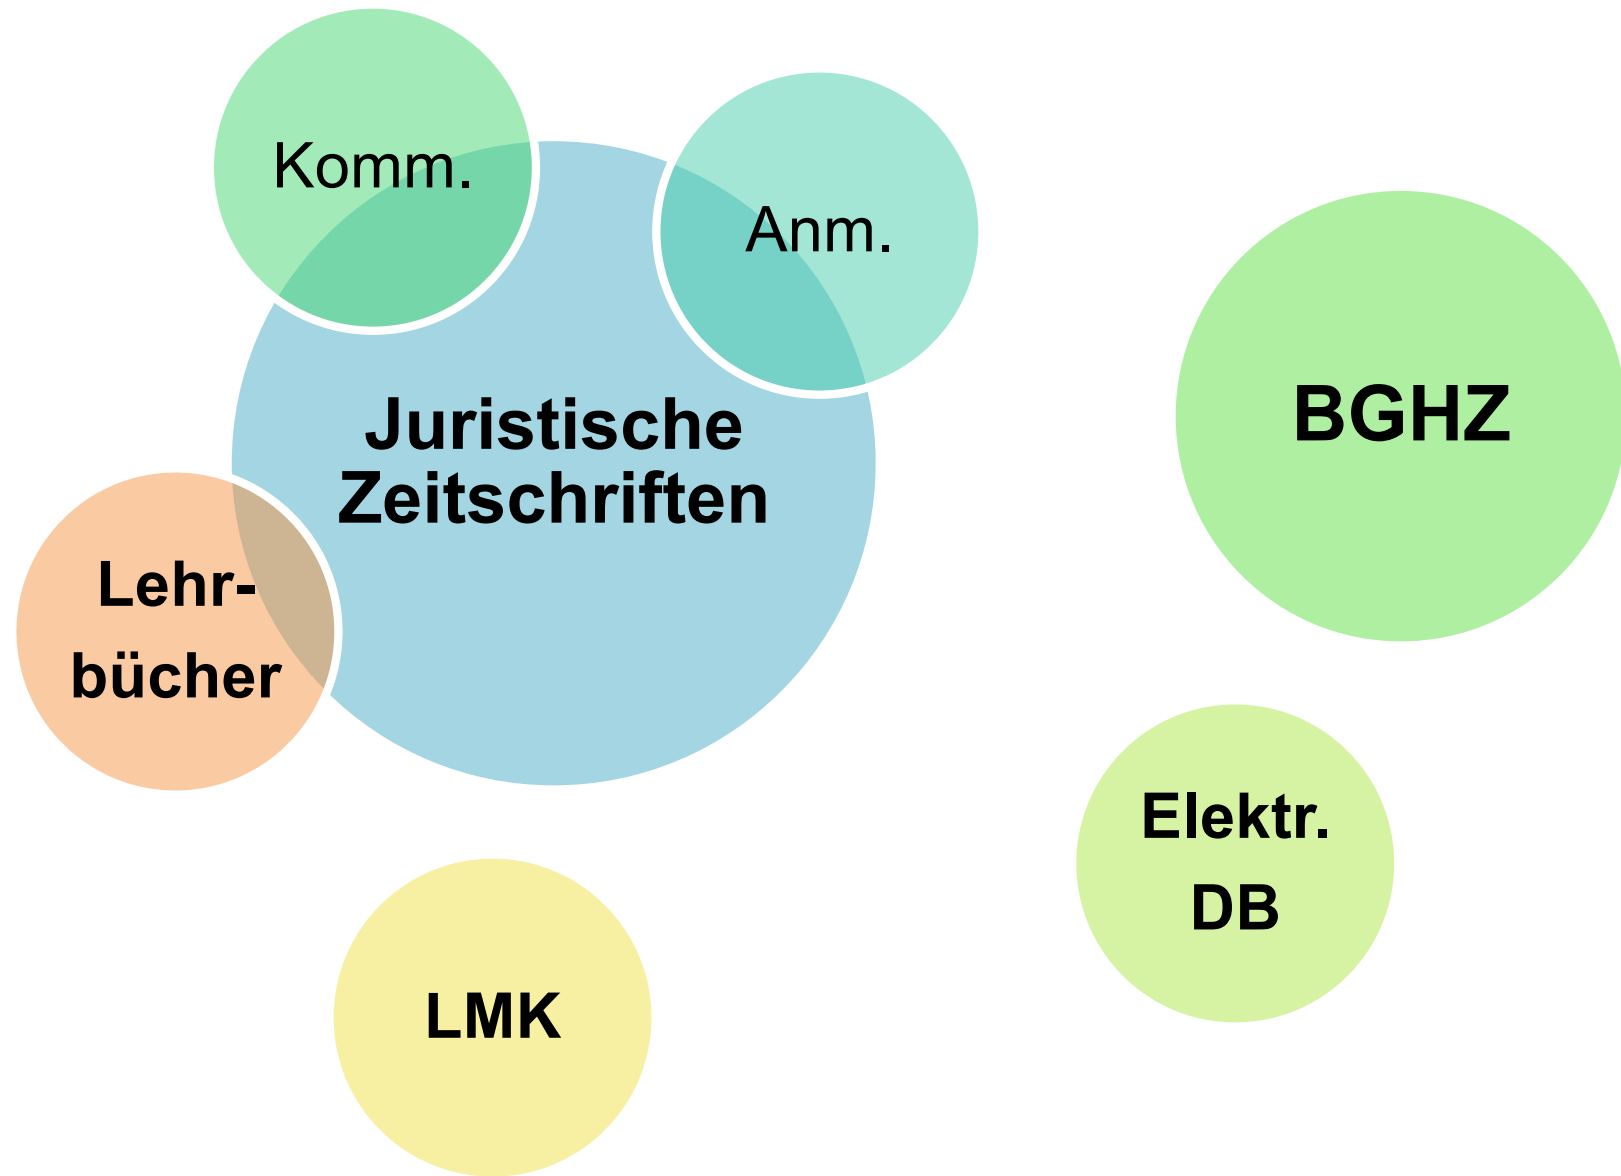 Komm.
Anm.
Juristische
Zeitschriften
BGHZ
Lehr-
bücher
Elektr.
DB
LMK